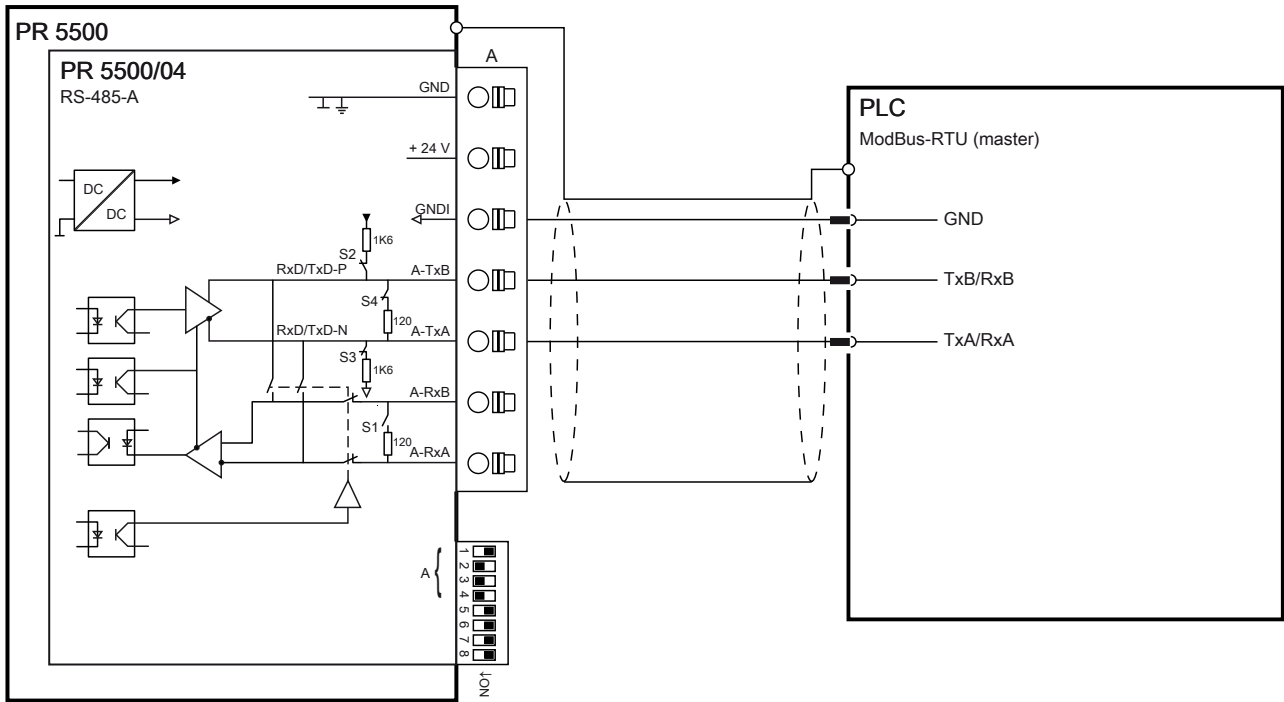 PR 5500
PR 5500/04
RS-485-A
A
GND
+ 24 V
GNDI
DC
DC
1K6
S2
RxD/TxD-P
A-TxB
S4
120
A-TxA
RxD/TxD-N
S3
1K6
A-RxB
S1
120
A-RxA
A
1
2
3
4
5
6
7
8
↓ON
PLC
ModBus-RTU (master)
GND
TxB/RxB
TxA/RxA